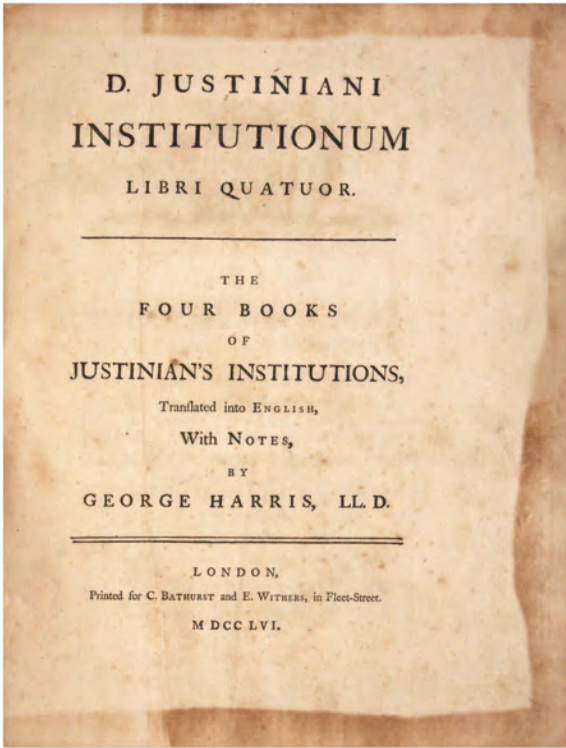 D. JUSTINIANI
INSTITUTIONUM
LIBRI QUATUOR.
THE
FOUR BOOKS
OF
JUSTINIAN'S INSTITUTIONS,
Tranſlated into ENGLISH,
With NOTES,
BY
GEORGE HARRIS, LL. D.
LONDON,
Printed for C. BATHURST and E. WITHERS, in Fleet-Street.
M DCC LVI.